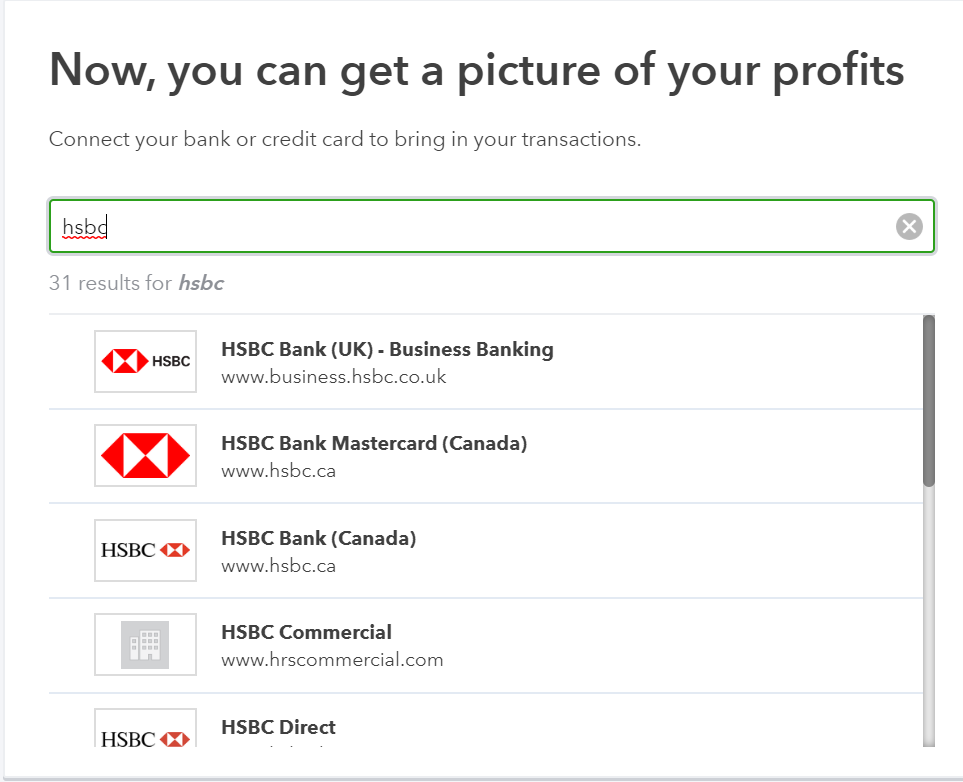 Now, you can get a picture of your profits
Connect your bank or credit card to bring in your transactions.
hsbc
31 results for hsbc
HSBC
HSBC Bank (UK) - Business Banking
www.business.hsbc.co.uk
HSBC Bank Mastercard (Canada)
www.hsbc.ca
HSBC
HSBC Bank (Canada)
www.hsbc.ca
HSBC Commercial
www.hrscommercial.com
HSBC
HSBC Direct